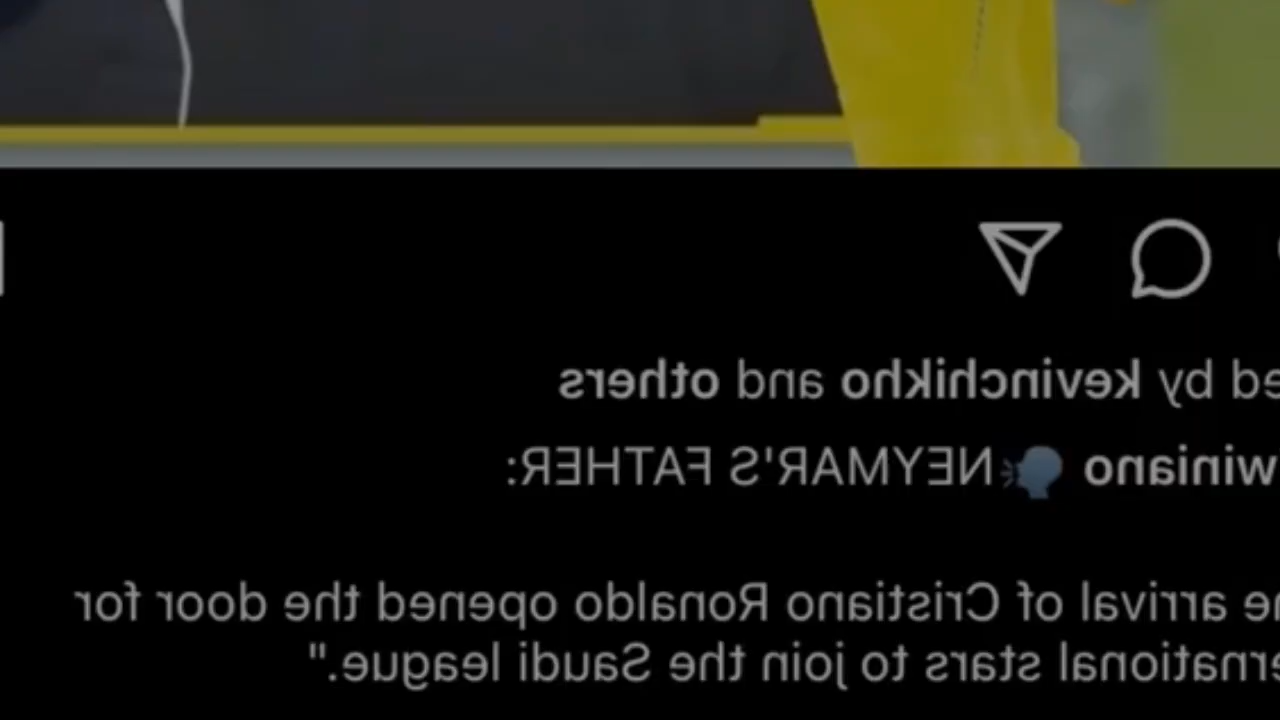 ed by kevinchikho and others
winiano 🗣NEYMAR'S FATHER:
e arrival of Cristiano Ronaldo opened the door for
ernational stars to join the Saudi league."